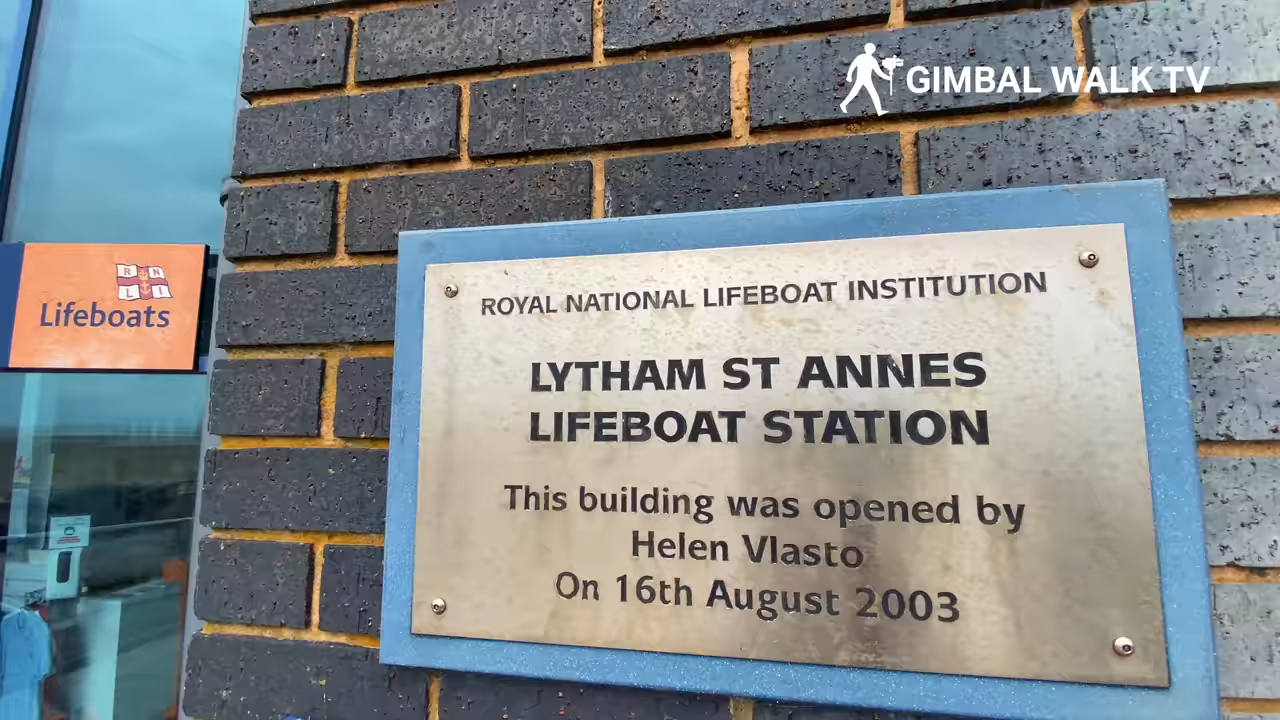 GIMBAL WALK TV
R N
L I
Lifeboats
ROYAL NATIONAL LIFEBOAT INSTITUTION
LYTHAM ST ANNES
LIFEBOAT STATION
This building was opened by
Helen Vlasto
On 16th August 2003